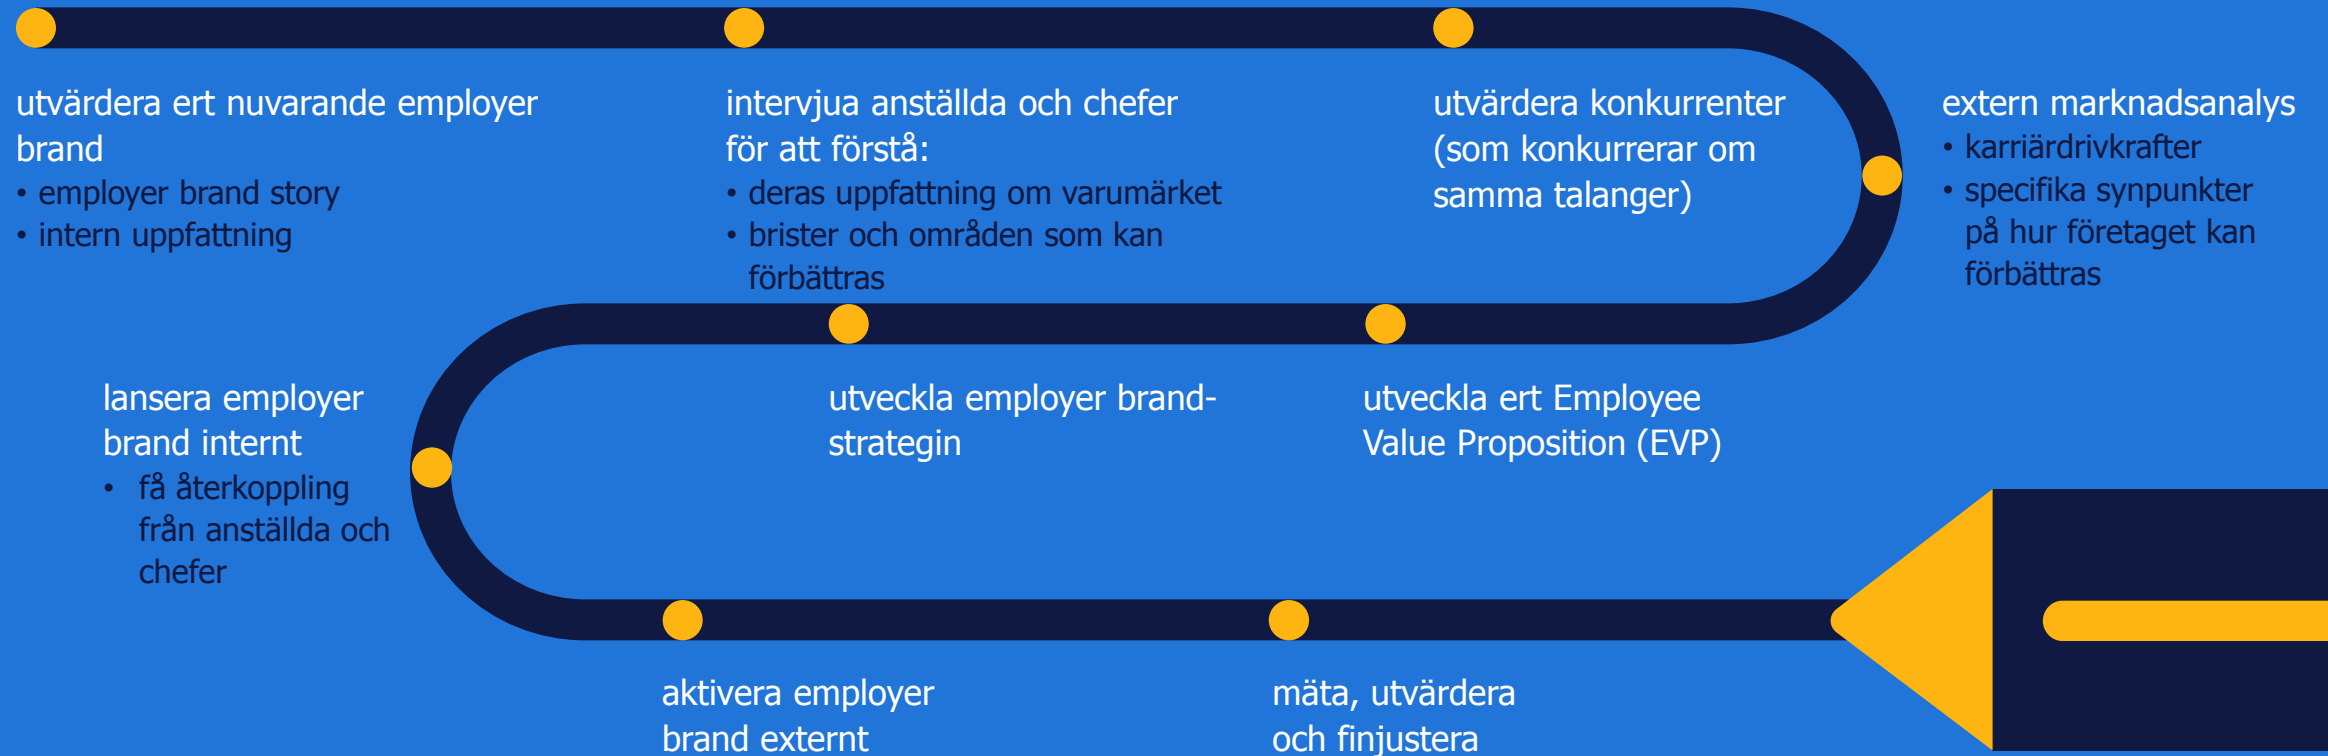 utvärdera ert nuvarande employer
brand
• employer brand story
• intern uppfattning
intervjua anställda och chefer
för att förstå:
• deras uppfattning om varumärket
• brister och områden som kan
förbättras
utvärdera konkurrenter
(som konkurrerar om
samma talanger)
extern marknadsanalys
• karriärdrivkrafter
• specifika synpunkter
på hur företaget kan
förbättras
utveckla ert Employee
Value Proposition (EVP)
utveckla employer brand-
strategin
lansera employer
brand internt
• få återkoppling
från anställda och
chefer
aktivera employer
brand externt
mäta, utvärdera
och finjustera